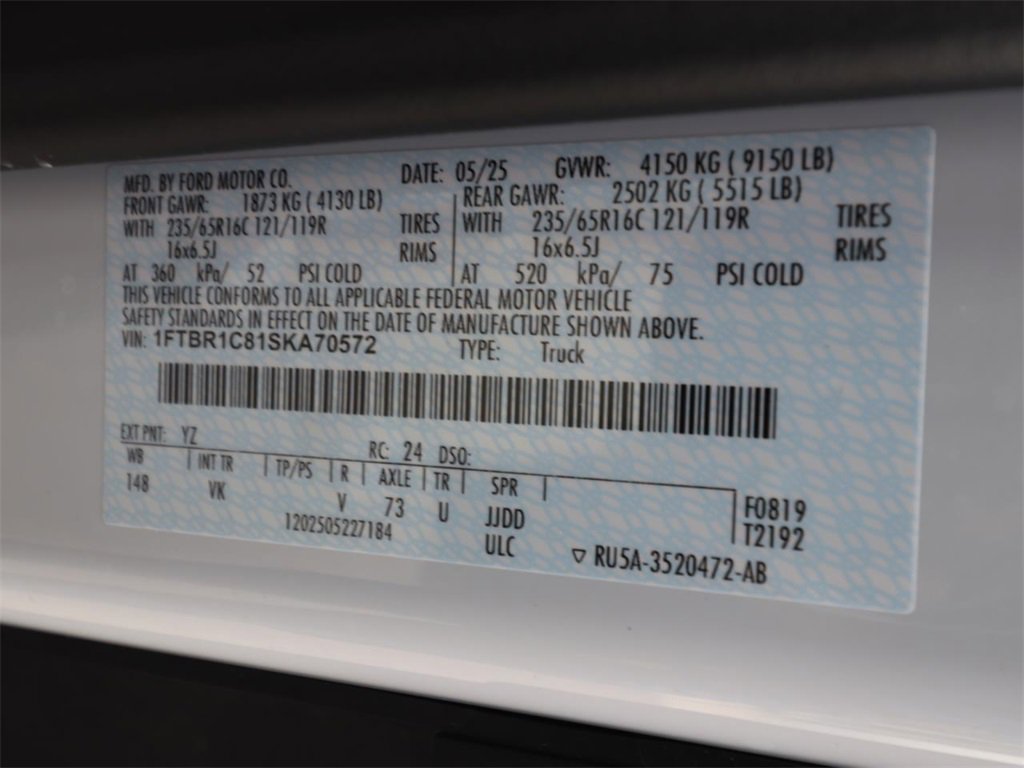 MFD. BY FORD MOTOR CO. DATE: 05/25 GVWR: 4150 KG ( 9150 LB)
FRONT GAWR: 1873 KG ( 4130 LB) REAR GAWR: 2502 KG ( 5515 LB)
WITH 235/65R16C 121/119R TIRES WITH 235/65R16C 121/119R TIRES
16x6.5J RIMS 16x6.5J RIMS
AT 360 kPa/ 52 PSI COLD AT 520 kPa/ 75 PSI COLD
THIS VEHICLE CONFORMS TO ALL APPLICABLE FEDERAL MOTOR VEHICLE
SAFETY STANDARDS IN EFFECT ON THE DATE OF MANUFACTURE SHOWN ABOVE.
VIN: 1FTBR1C81SKA70572 TYPE: Truck
EXT PNT: YZ RC: 24 DSO:
WB INT TR TP/PS R AXLE TR SPR
148 VK V 73 U JJDD F0819
1202505227184 ULC T2192
RU5A-3520472-AB